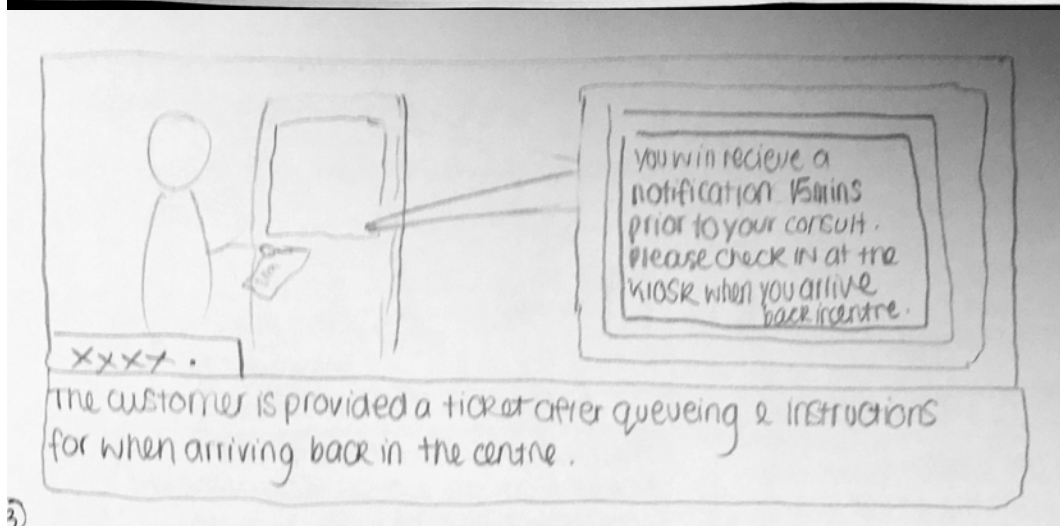 you will recieve a
notification 15mins
prior to your consult.
please check IN at the
KIOSK when you arrive
back in centre.
xxxx.
The customer is provided a ticket after queueing & instructions
for when arriving back in the centre.
3